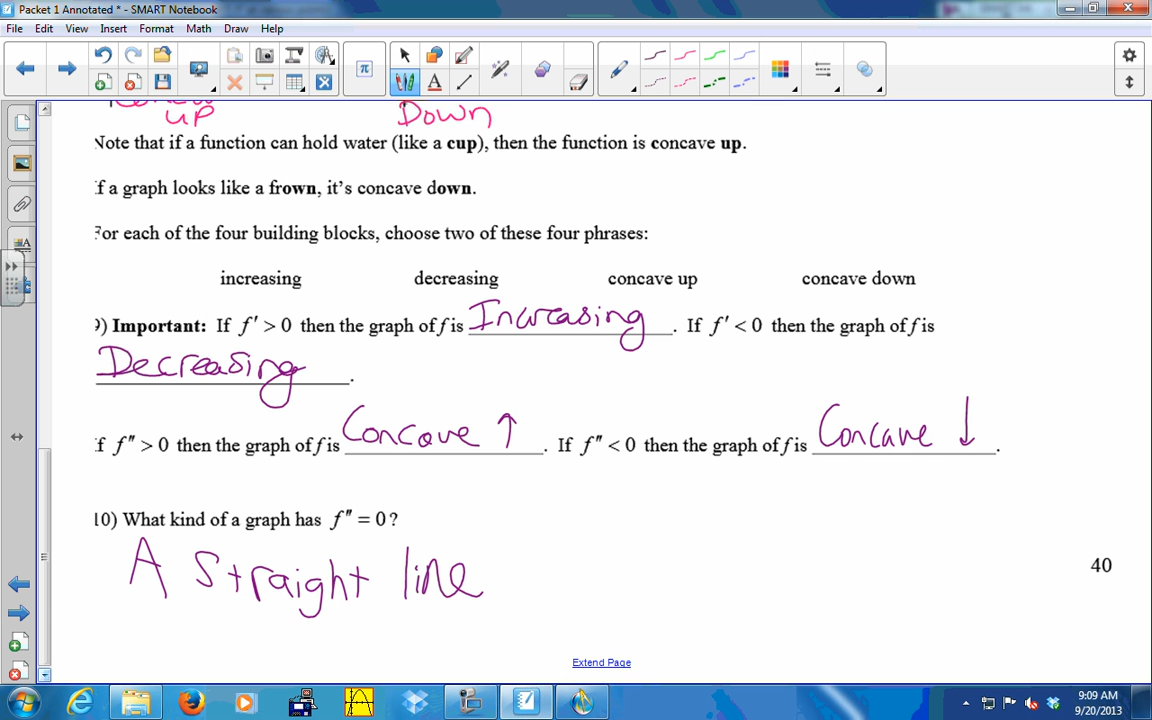 Packet 1 Annotated * - SMART Notebook
File Edit View Insert Format Math Draw Help
up Down
Note that if a function can hold water (like a cup), then the function is concave up.
If a graph looks like a frown, it's concave down.
For each of the four building blocks, choose two of these four phrases:
increasing decreasing concave up concave down
9) Important: If f′ > 0 then the graph of f is Increasing. If f′ < 0 then the graph of f is
Decreasing.
If f″ > 0 then the graph of f is Concave ↑. If f″ < 0 then the graph of f is Concave ↓.
10) What kind of a graph has f″ = 0?
A straight line
40
Extend Page
9:09 AM
9/20/2013